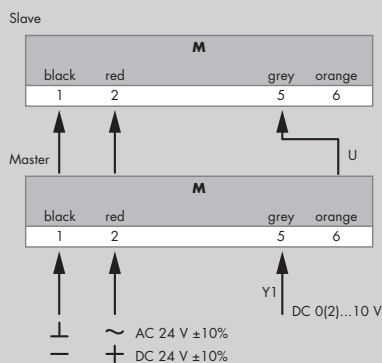 Slave
M
black red grey orange
1 2 5 6
Master
U
M
black red grey orange
1 2 5 6
Y1
DC 0(2)...10 V
⊥ ~ AC 24 V ±10%
− + DC 24 V ±10%